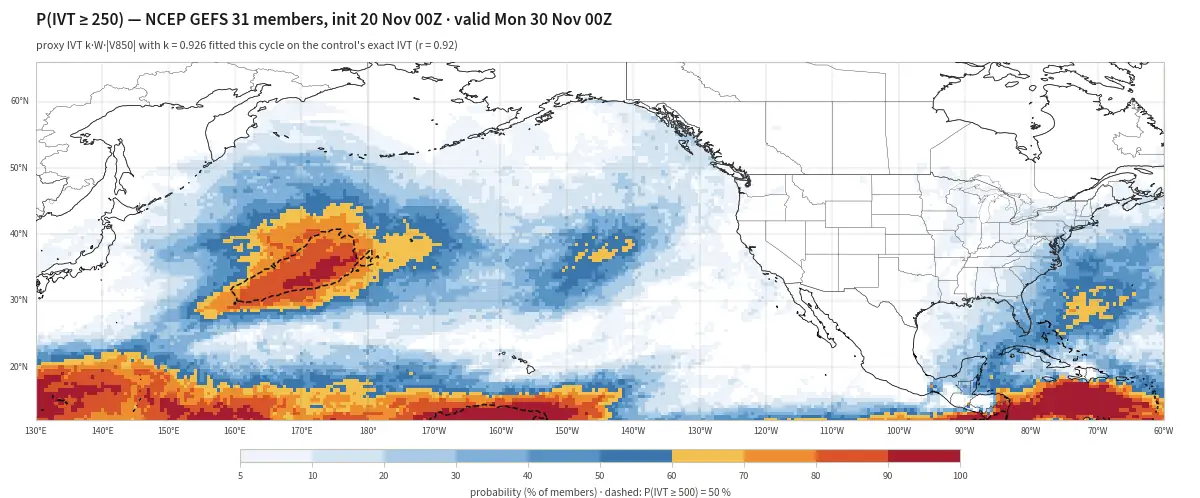 P(IVT ≥ 250) — NCEP GEFS 31 members, init 20 Nov 00Z · valid Mon 30 Nov 00Z
proxy IVT k·W·|V850| with k = 0.926 fitted this cycle on the control's exact IVT (r = 0.92)
60°N
50°N
40°N
30°N
20°N
130°E 140°E 150°E 160°E 170°E 180° 170°W 160°W 150°W 140°W 130°W 120°W 110°W 100°W 90°W 80°W 70°W 60°W
5 10 20 30 40 50 60 70 80 90 100
probability (% of members) · dashed: P(IVT ≥ 500) = 50 %